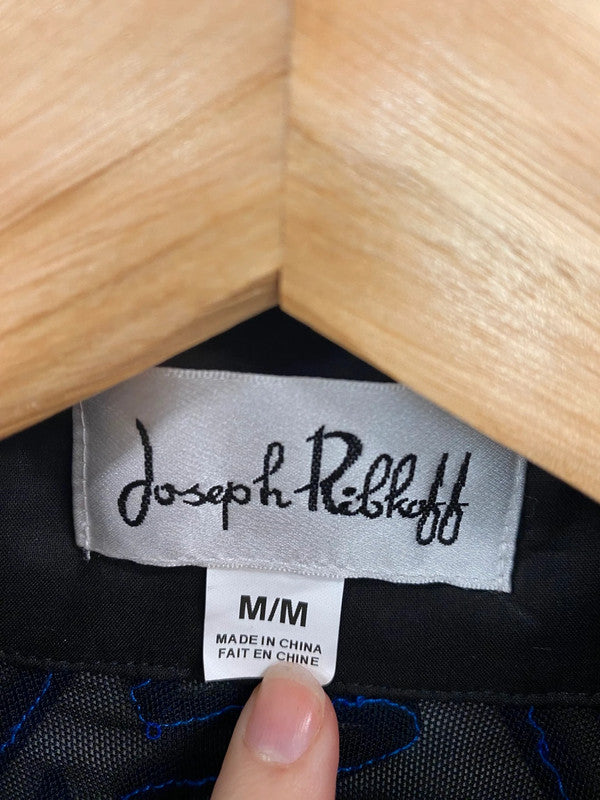 Joseph Ribkoff
M/M
MADE IN CHINA
FAIT EN CHINE